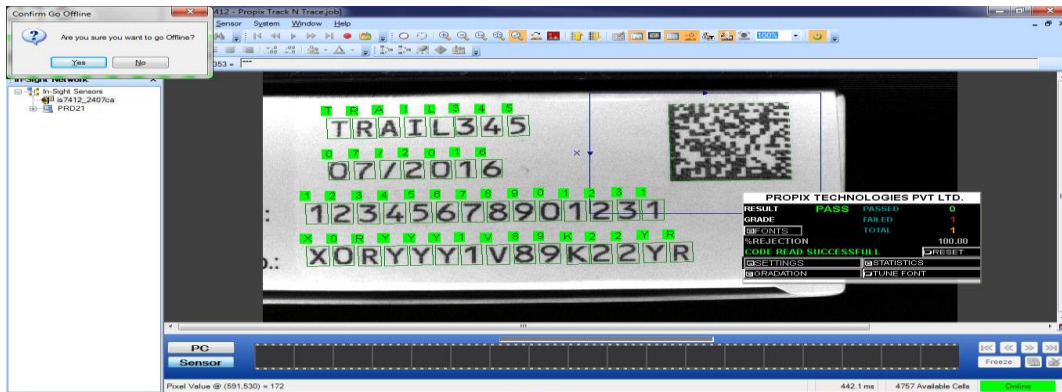 Confirm Go Offline
Are you sure you want to go Offline?
Yes No
7412 - Propix Track N Trace.job]
Sensor System Window Help
100%
353 =
In-Sight Network
In-Sight Sensors
is7412_2407ca
PRD21
T R A I L 3 4 5
TRAIL345
0 7 / 2 0 1 6
07/2016
1 2 3 4 5 6 7 8 9 0 1 2 3 1
: 12345678901231
X 0 R Y Y Y 1 V 8 9 K 2 2 Y R
.: X0RYYY1V89K22YR
PROPIX TECHNOLOGIES PVT LTD.
RESULT PASS PASSED 0
GRADE FAILED 1
FONTS TOTAL 1
%REJECTION 100.00
CODE READ SUCCESSFULL RESET
SETTINGS STATISTICS
GRADATION TUNE FONT
PC
Sensor
Freeze
Pixel Value @ (591,530) = 172
442.1 ms 4757 Available Cells Online